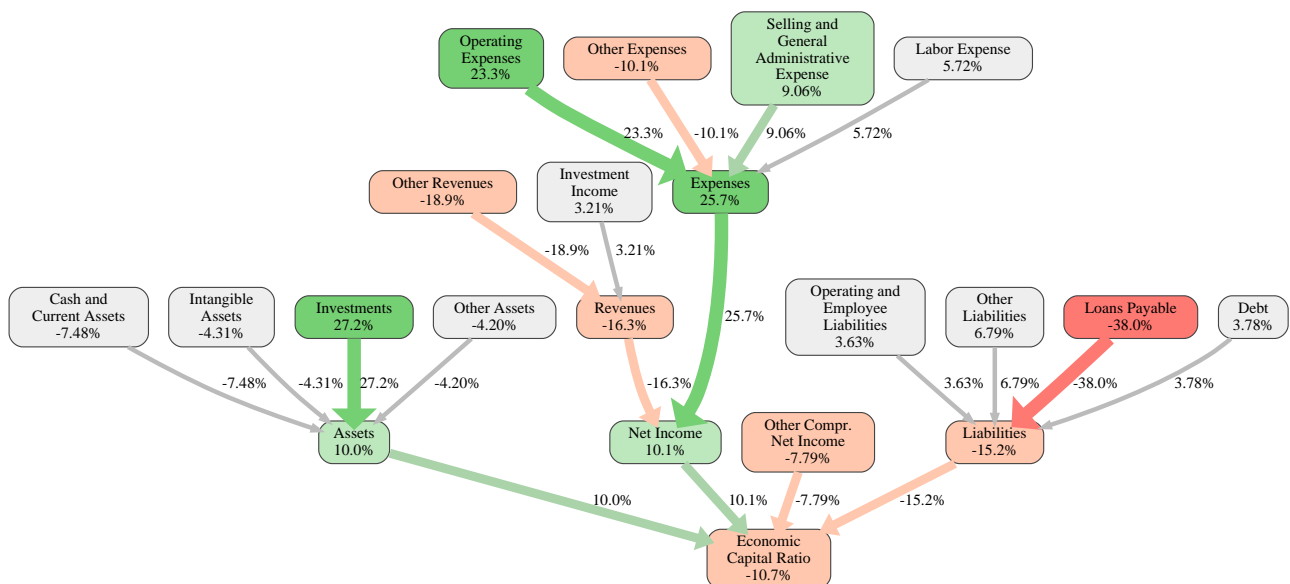 Operating
Expenses
23.3%
Other Expenses
-10.1%
Selling and
General
Administrative
Expense
9.06%
Labor Expense
5.72%
23.3%
-10.1%
9.06%
5.72%
Other Revenues
-18.9%
Investment
Income
3.21%
Expenses
25.7%
-18.9%
3.21%
25.7%
Cash and
Current Assets
-7.48%
Intangible
Assets
-4.31%
Investments
27.2%
Other Assets
-4.20%
Revenues
-16.3%
Operating and
Employee
Liabilities
3.63%
Other
Liabilities
6.79%
Loans Payable
-38.0%
Debt
3.78%
-7.48%
-4.31%
27.2%
-4.20%
-16.3%
3.63%
6.79%
-38.0%
3.78%
Assets
10.0%
Net Income
10.1%
Other Compr.
Net Income
-7.79%
Liabilities
-15.2%
10.0%
10.1%
-7.79%
-15.2%
Economic
Capital Ratio
-10.7%